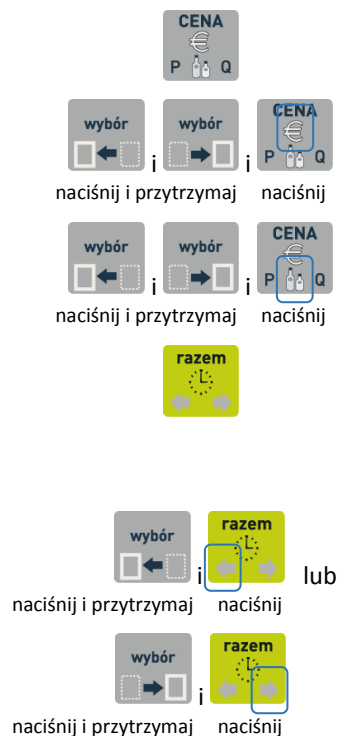 CENA
€
P Q
wybór i wybór i CENA
€
P Q
naciśnij i przytrzymaj naciśnij
wybór i wybór i CENA
€
P Q
naciśnij i przytrzymaj naciśnij
razem
wybór i razem lub
naciśnij i przytrzymaj naciśnij
wybór i razem
naciśnij i przytrzymaj naciśnij